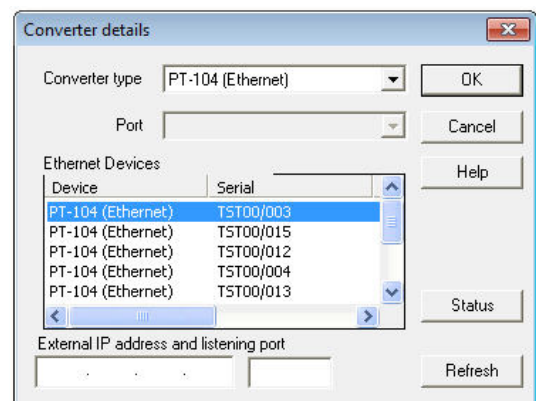 Converter details
Converter type PT-104 (Ethernet) OK
Port Cancel
Ethernet Devices Help
Device Serial
PT-104 (Ethernet) TST00/003
PT-104 (Ethernet) TST00/015
PT-104 (Ethernet) TST00/012
PT-104 (Ethernet) TST00/004
PT-104 (Ethernet) TST00/013
Status
External IP address and listening port
. . . Refresh